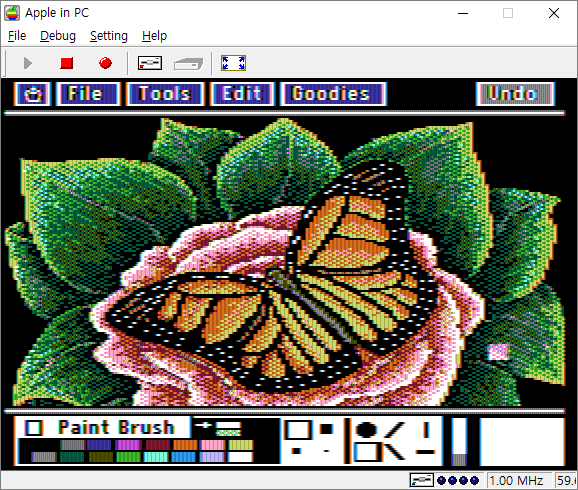 Apple in PC
File Debug Setting Help
File Tools Edit Goodies Undo
Paint Brush
1.00 MHz 59.